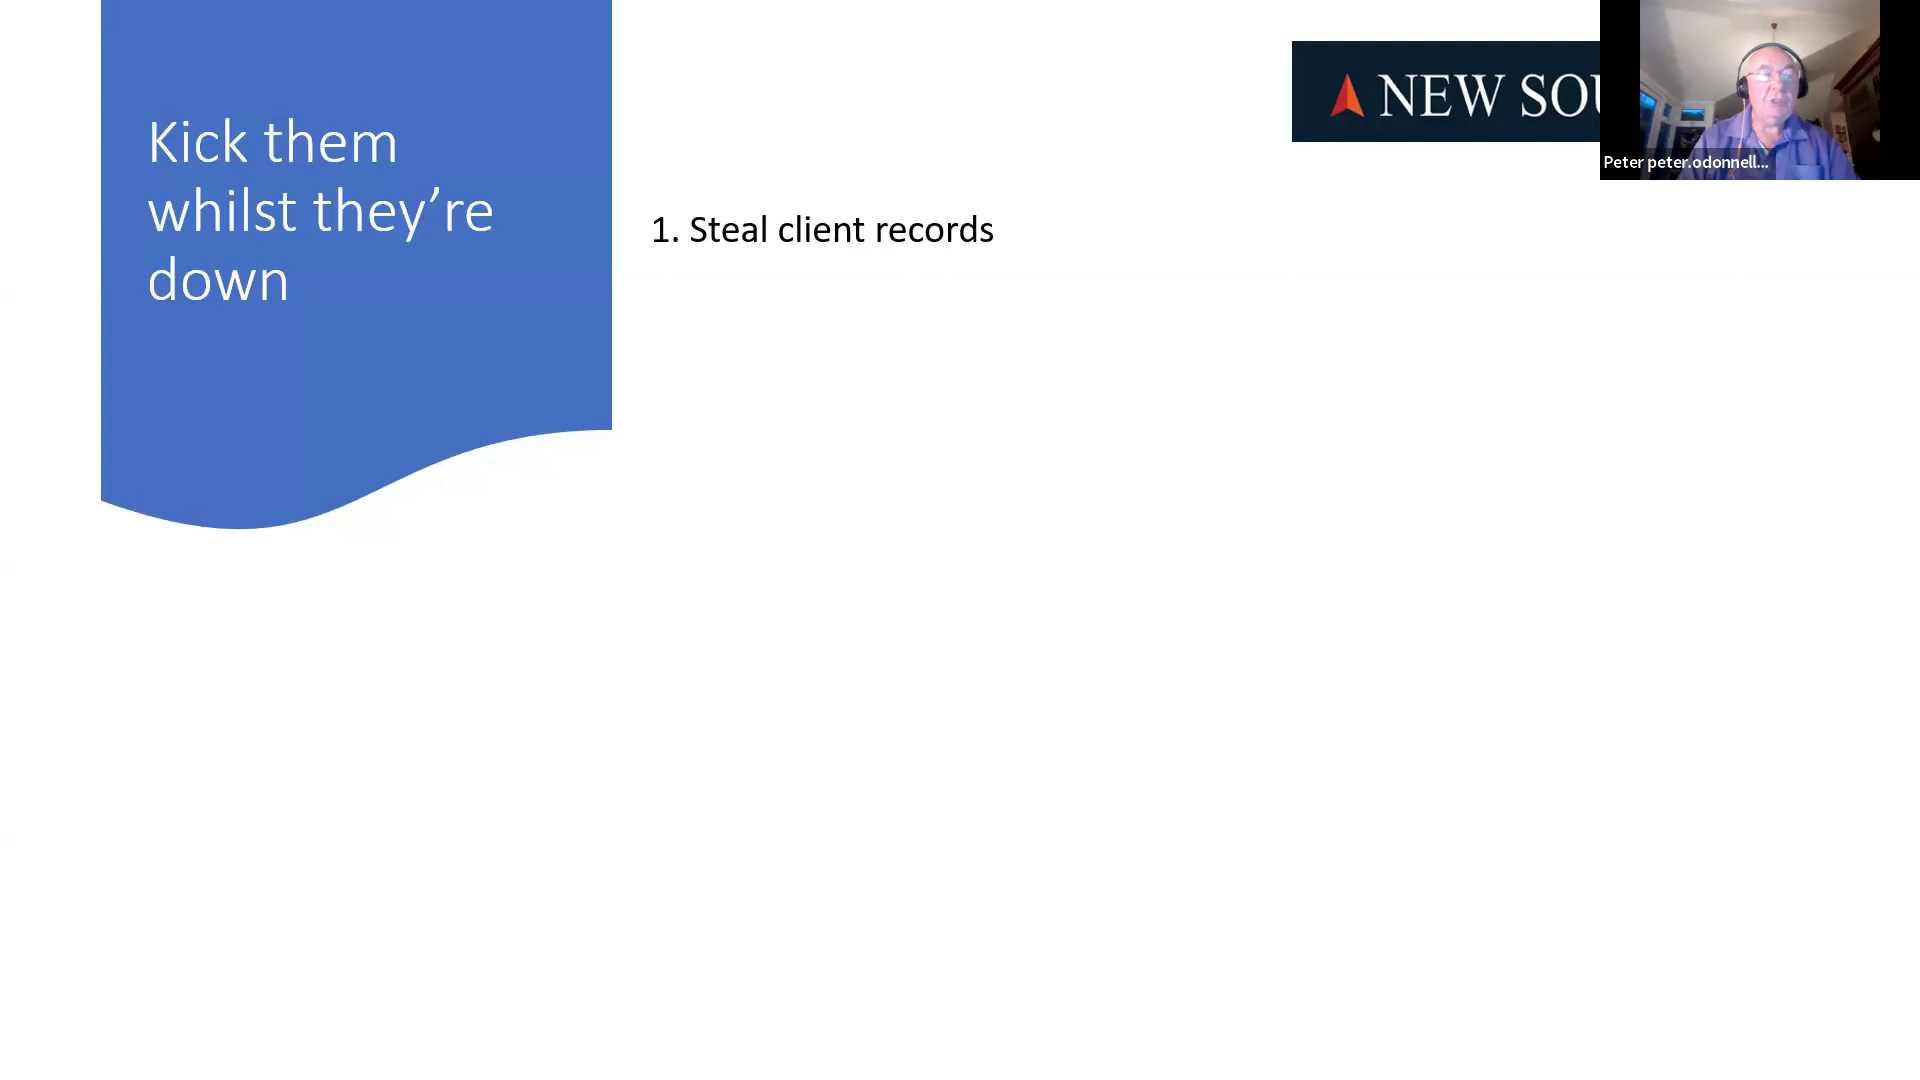 Kick them
whilst they’re
down
NEW SOU
Peter peter.odonnell...
1. Steal client records